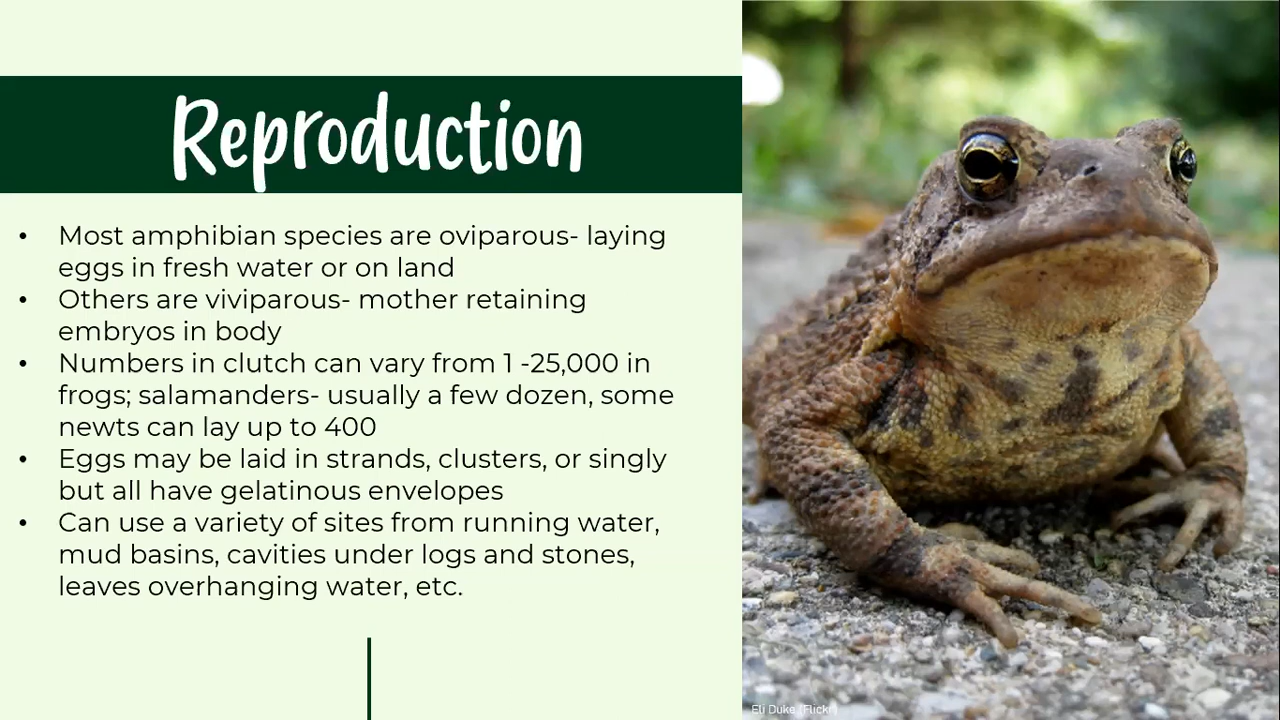 Reproduction
• Most amphibian species are oviparous- laying
eggs in fresh water or on land
• Others are viviparous- mother retaining
embryos in body
• Numbers in clutch can vary from 1 -25,000 in
frogs; salamanders- usually a few dozen, some
newts can lay up to 400
• Eggs may be laid in strands, clusters, or singly
but all have gelatinous envelopes
• Can use a variety of sites from running water,
mud basins, cavities under logs and stones,
leaves overhanging water, etc.
Eli Duke (Flickr)